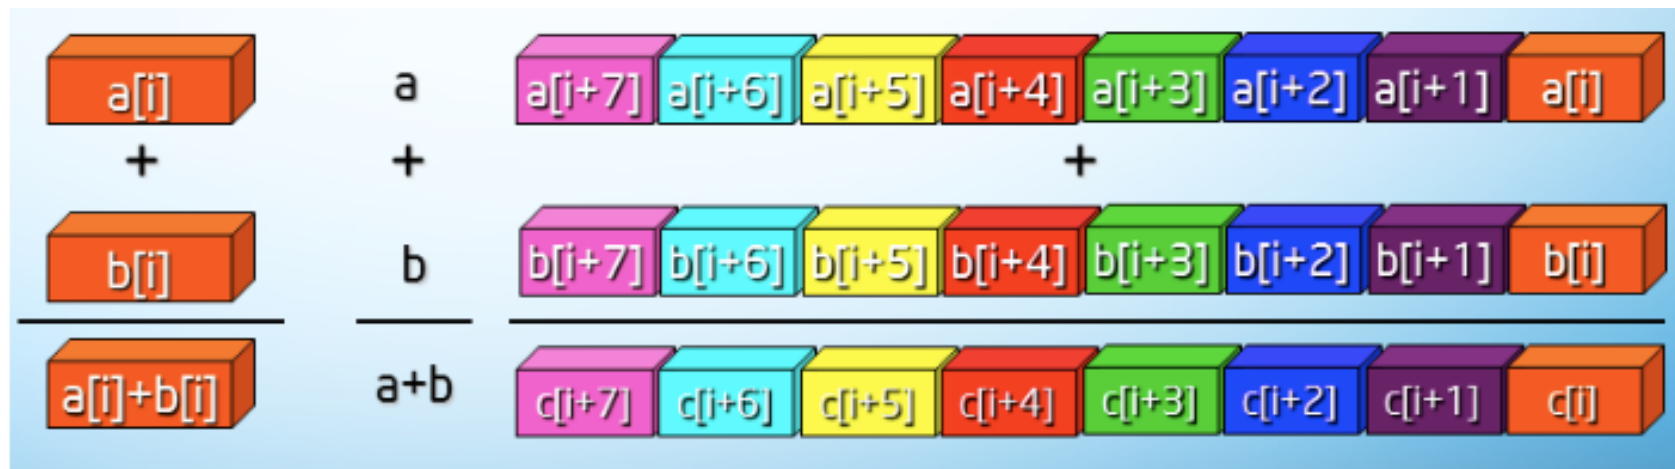 a[i] a a[i+7] a[i+6] a[i+5] a[i+4] a[i+3] a[i+2] a[i+1] a[i]
+ + +
b[i] b b[i+7] b[i+6] b[i+5] b[i+4] b[i+3] b[i+2] b[i+1] b[i]
a[i]+b[i] a+b c[i+7] c[i+6] c[i+5] c[i+4] c[i+3] c[i+2] c[i+1] c[i]